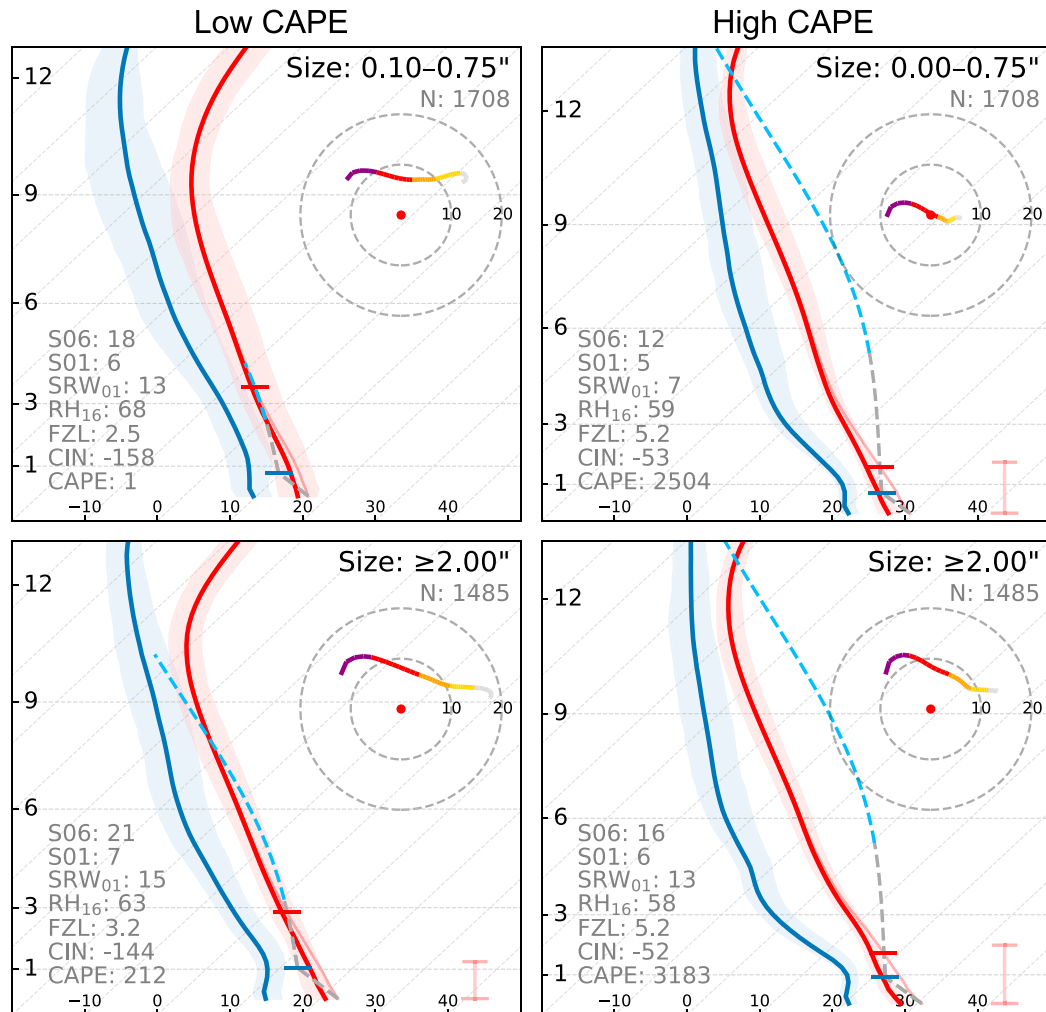 Low CAPE
High CAPE
Size: 0.10–0.75"
N: 1708
12
9
6
3
1
10
20
S06: 18
S01: 6
SRW₀₁: 13
RH₁₆: 68
FZL: 2.5
CIN: -158
CAPE: 1
−10
0
10
20
30
40
Size: 0.00–0.75"
N: 1708
12
9
6
3
1
10
20
S06: 12
S01: 5
SRW₀₁: 7
RH₁₆: 59
FZL: 5.2
CIN: -53
CAPE: 2504
−10
0
10
20
30
40
Size: ≥2.00"
N: 1485
12
9
6
3
1
10
20
S06: 21
S01: 7
SRW₀₁: 15
RH₁₆: 63
FZL: 3.2
CIN: -144
CAPE: 212
−10
0
10
20
30
40
Size: ≥2.00"
N: 1485
12
9
6
3
1
10
20
S06: 16
S01: 6
SRW₀₁: 13
RH₁₆: 58
FZL: 5.2
CIN: -52
CAPE: 3183
−10
0
10
20
30
40